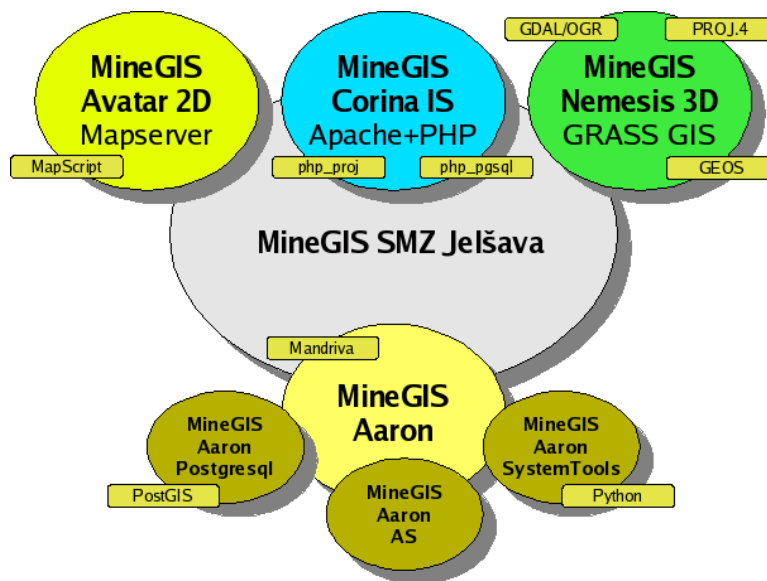 GDAL/OGR
PROJ.4
MineGIS
Avatar 2D
Mapserver
MapScript
MineGIS
Corina IS
Apache+PHP
php_proj
php_pgsql
MineGIS
Nemesis 3D
GRASS GIS
GEOS
MineGIS SMZ Jelšava
Mandriva
MineGIS
Aaron
MineGIS
Aaron
Postgresql
PostGIS
MineGIS
Aaron
AS
MineGIS
Aaron
SystemTools
Python